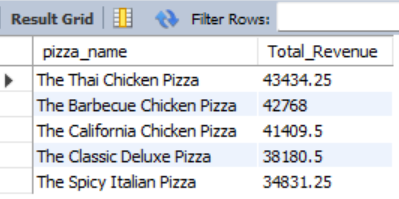 Result Grid Filter Rows:
pizza_name Total_Revenue
The Thai Chicken Pizza 43434.25
The Barbecue Chicken Pizza 42768
The California Chicken Pizza 41409.5
The Classic Deluxe Pizza 38180.5
The Spicy Italian Pizza 34831.25